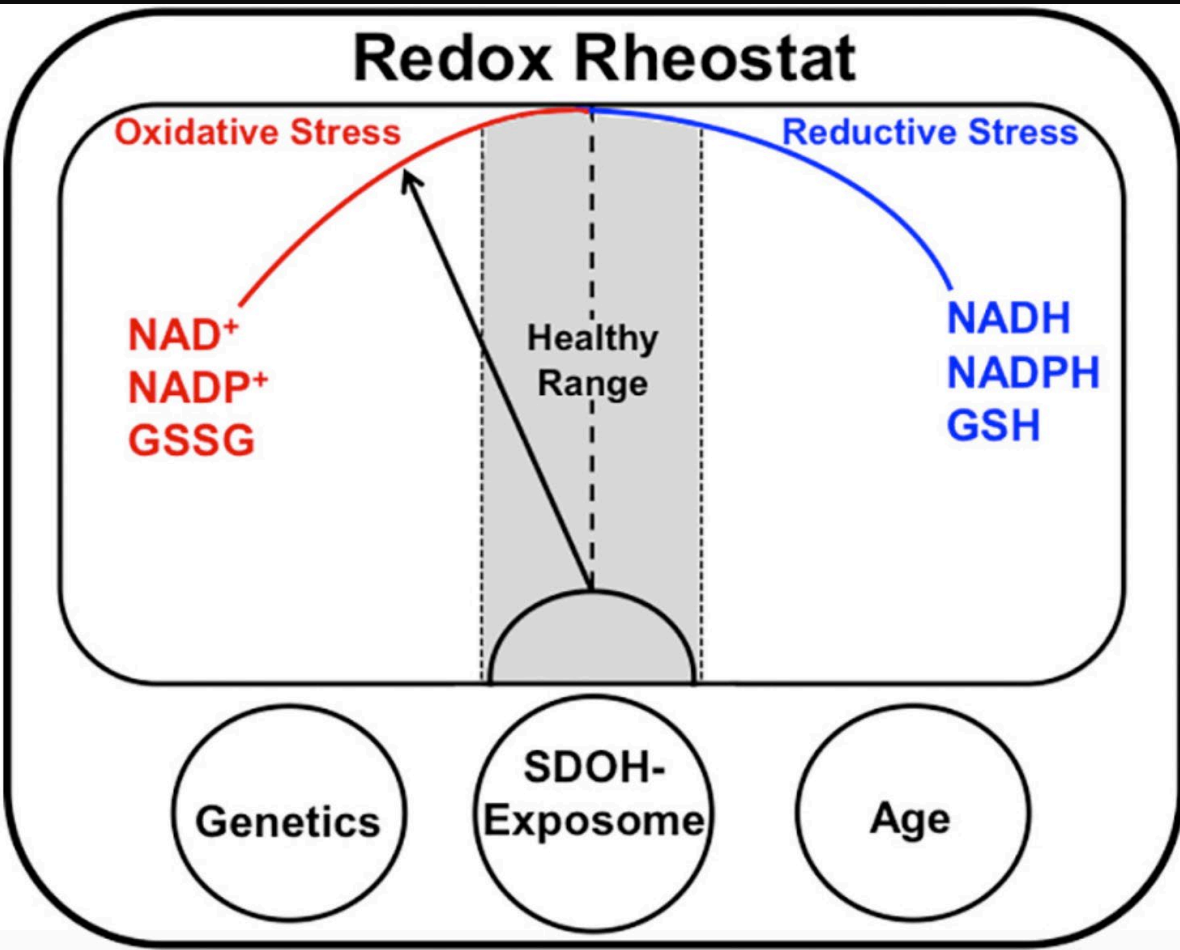 Redox Rheostat
Oxidative Stress
Reductive Stress
Healthy
Range
NAD⁺
NADP⁺
GSSG
NADH
NADPH
GSH
Genetics
SDOH-
Exposome
Age